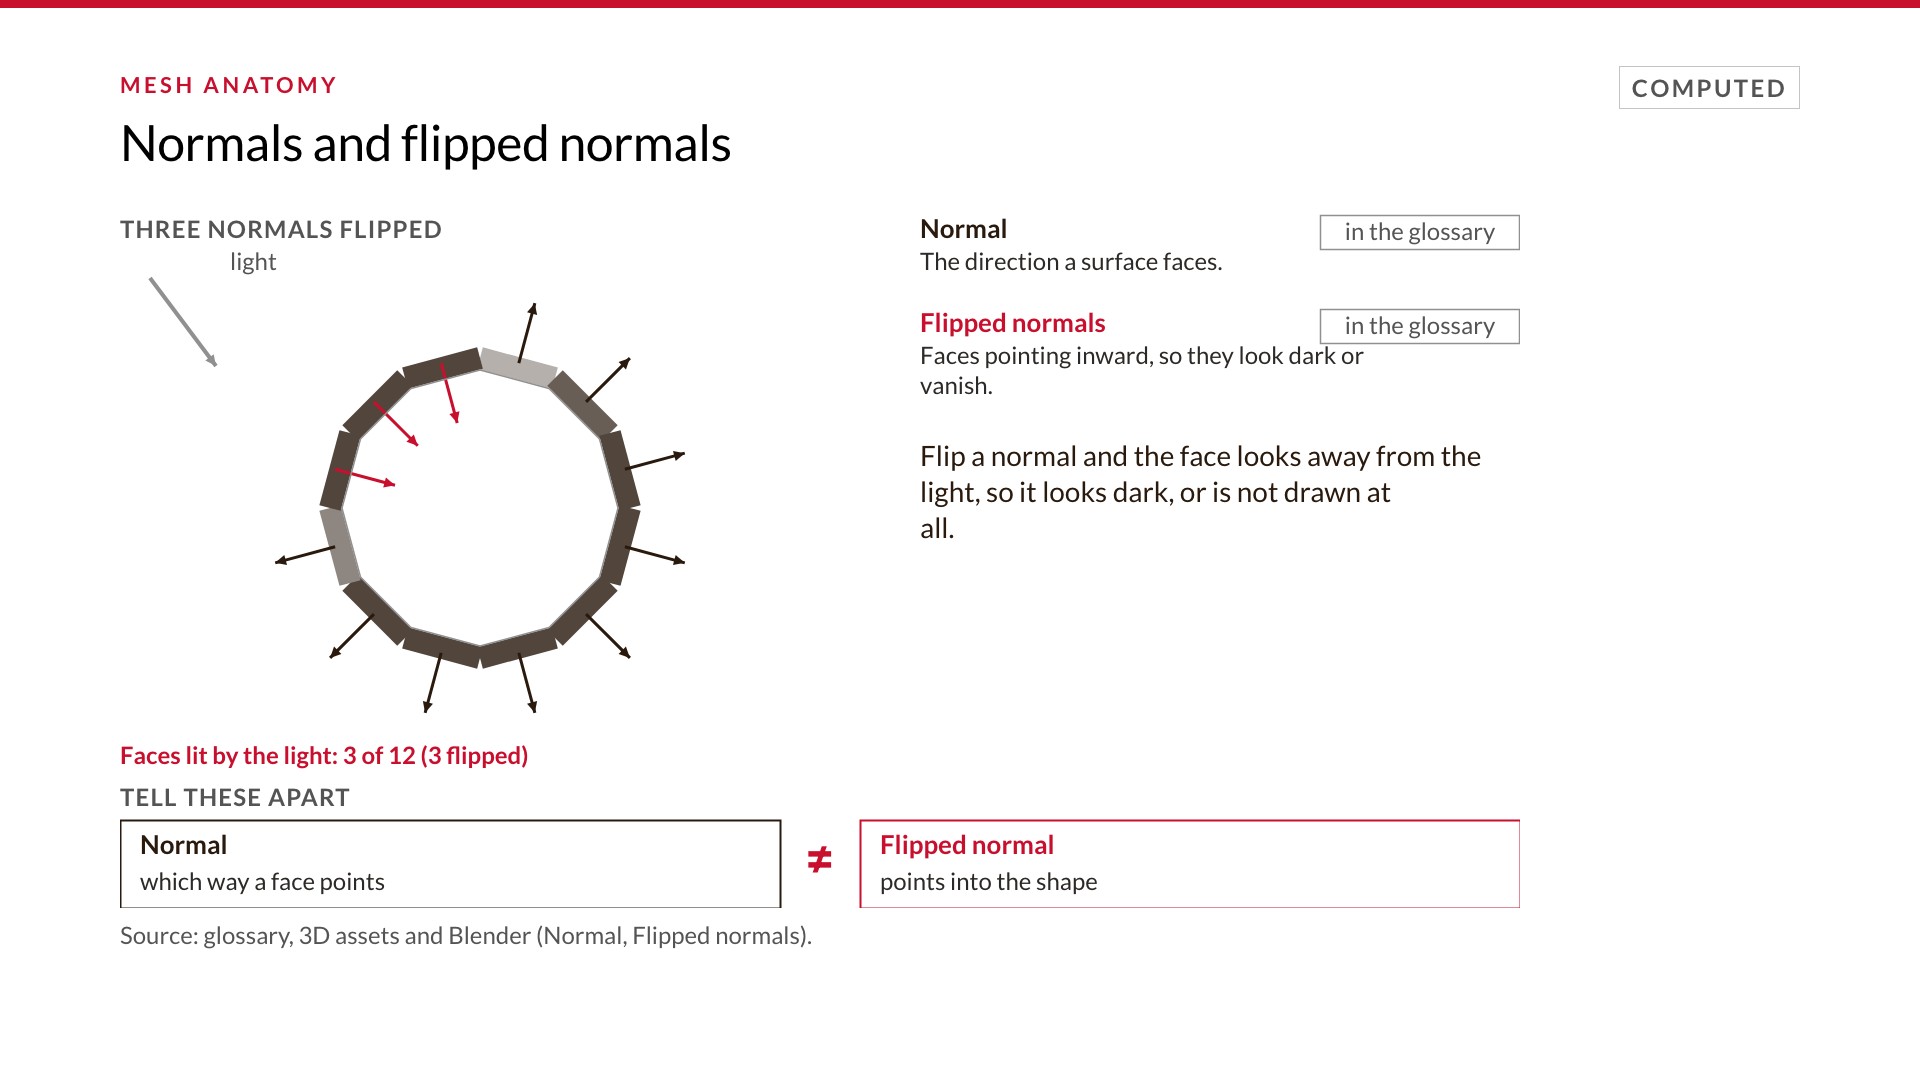 MESH ANATOMY
COMPUTED
Normals and flipped normals
THREE NORMALS FLIPPED
light
Normal
in the glossary
The direction a surface faces.
Flipped normals
in the glossary
Faces pointing inward, so they look dark or
vanish.
Flip a normal and the face looks away from the
light, so it looks dark, or is not drawn at
all.
Faces lit by the light: 3 of 12 (3 flipped)
TELL THESE APART
Normal
which way a face points
≠
Flipped normal
points into the shape
Source: glossary, 3D assets and Blender (Normal, Flipped normals).